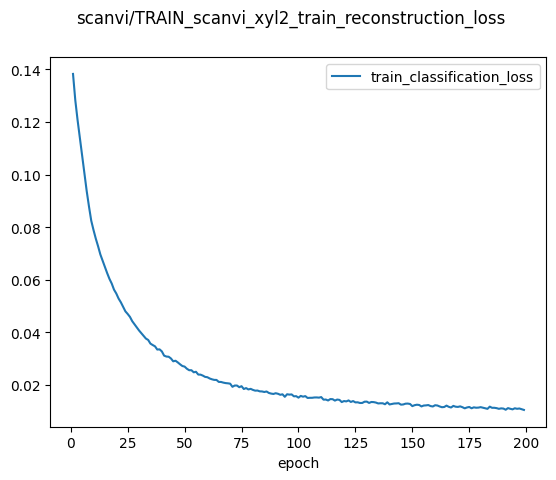 scanvi/TRAIN_scanvi_xyl2_train_reconstruction_loss
train_classification_loss
0.14
0.12
0.10
0.08
0.06
0.04
0.02
0 25 50 75 100 125 150 175 200
epoch